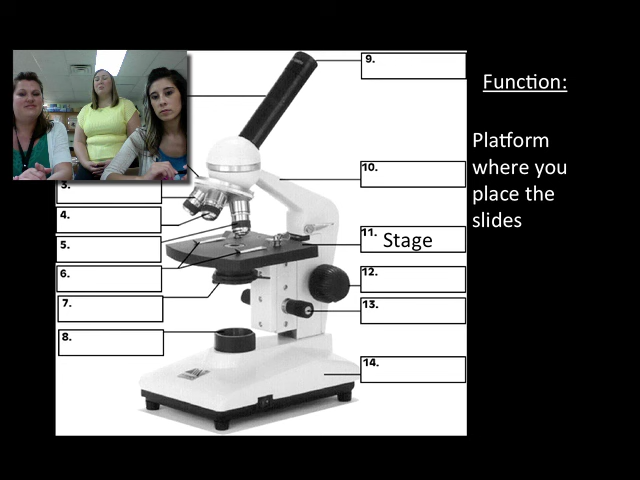 9.
Function:
Platform
where you
place the
slides
10.
3.
4.
11. Stage
5.
6.
12.
7.
13.
8.
14.